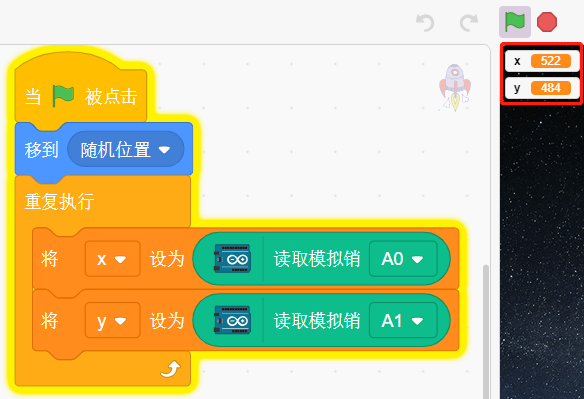 当 被点击
移到 随机位置
重复执行
将 x 设为 读取模拟销 A0
将 y 设为 读取模拟销 A1
x 522
y 484